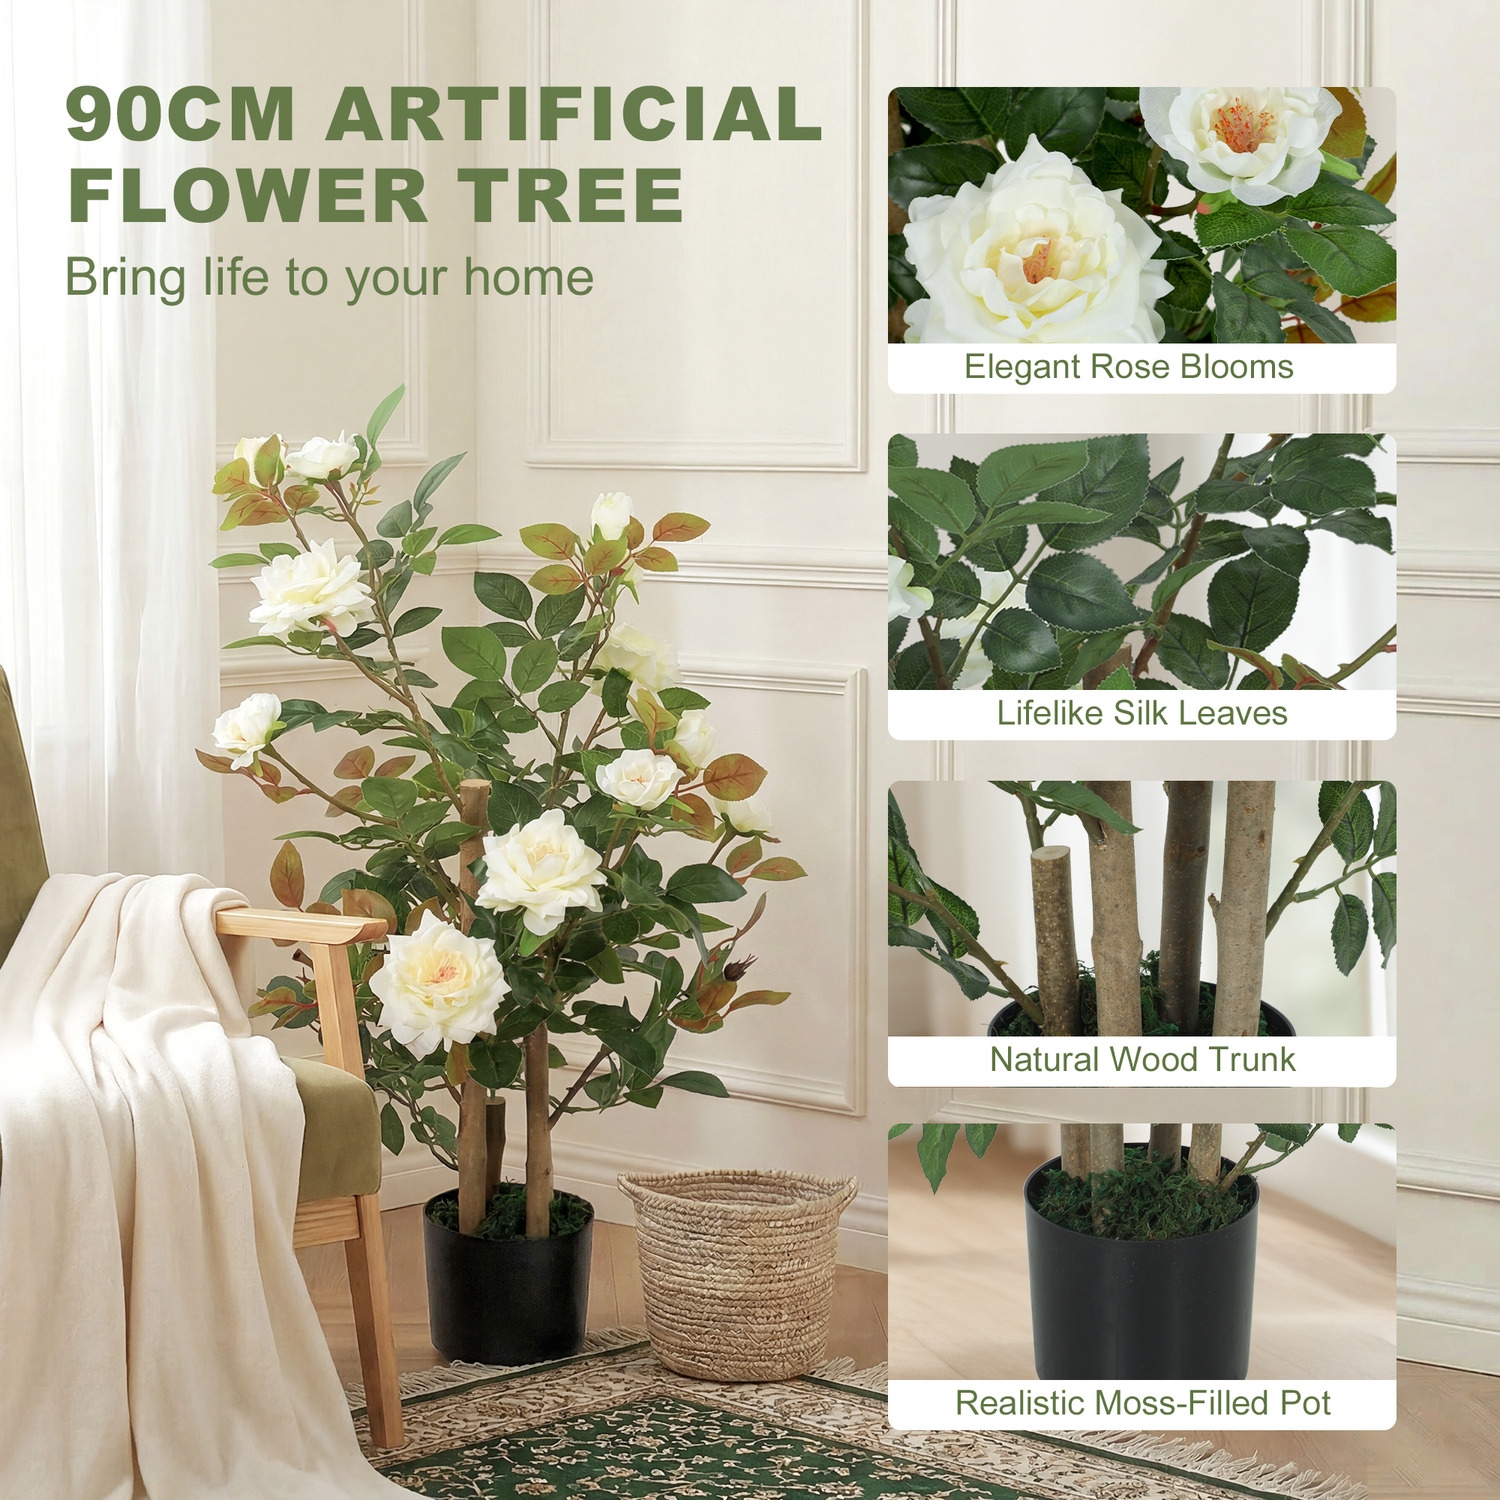 90CM ARTIFICIAL
FLOWER TREE
Bring life to your home
Elegant Rose Blooms
Lifelike Silk Leaves
Natural Wood Trunk
Realistic Moss-Filled Pot